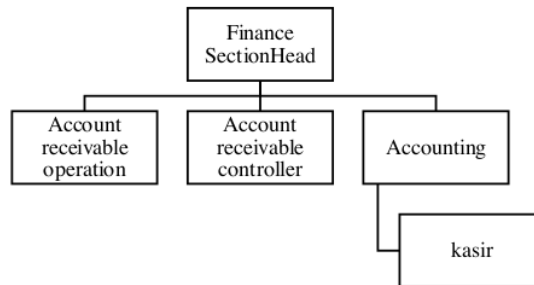 Finance
SectionHead
Account
receivable
operation
Account
receivable
controller
Accounting
kasir